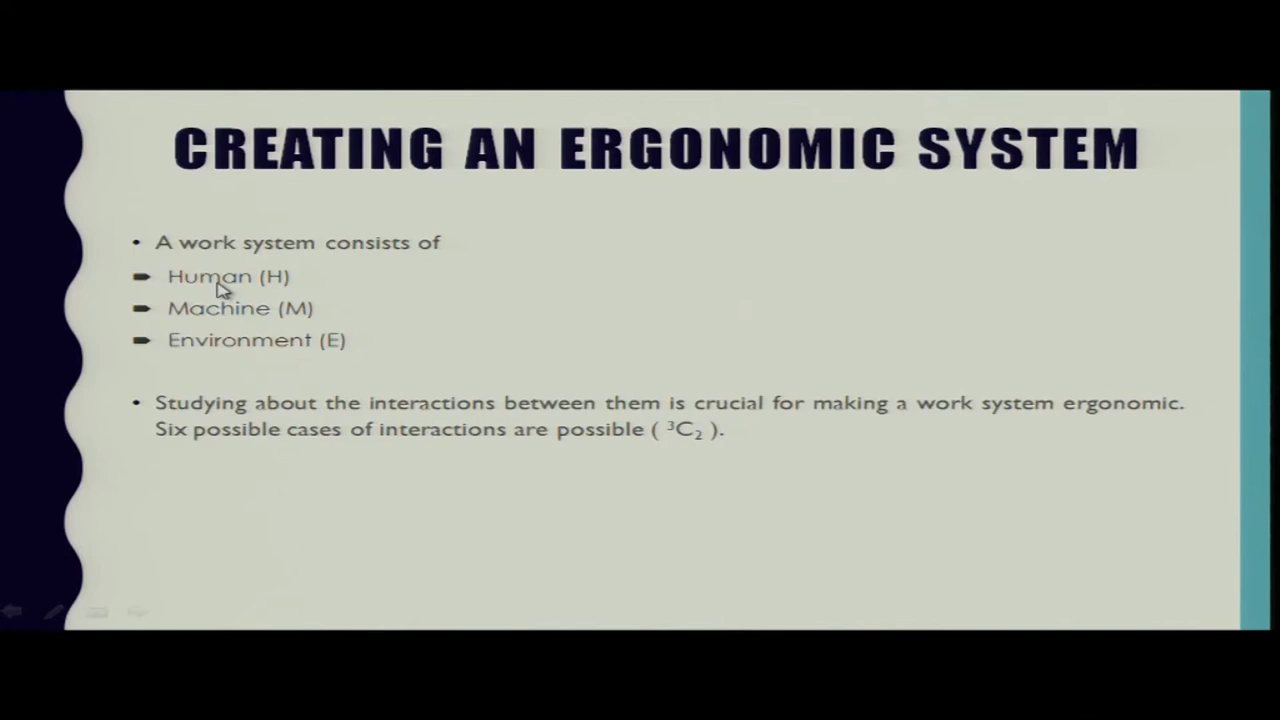 CREATING AN ERGONOMIC SYSTEM
• A work system consists of
Human (H)
Machine (M)
Environment (E)
• Studying about the interactions between them is crucial for making a work system ergonomic.
Six possible cases of interactions are possible ( ³C₂ ).